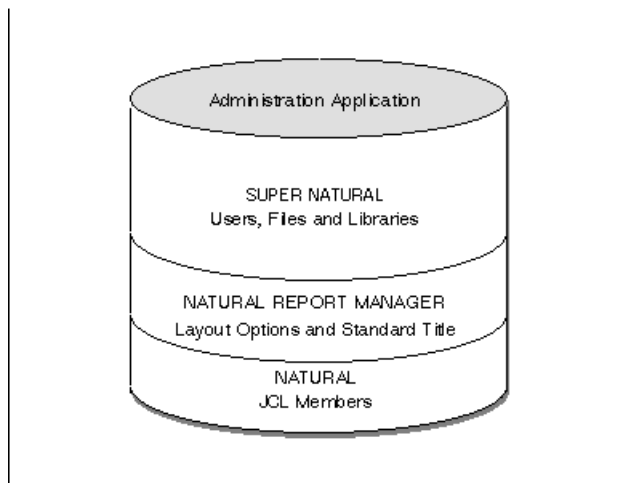 Administration Application
SUPER NATURAL
Users, Files and Libraries
NATURAL REPORT MANAGER
Layout Options and Standard Title
NATURAL
JCL Members